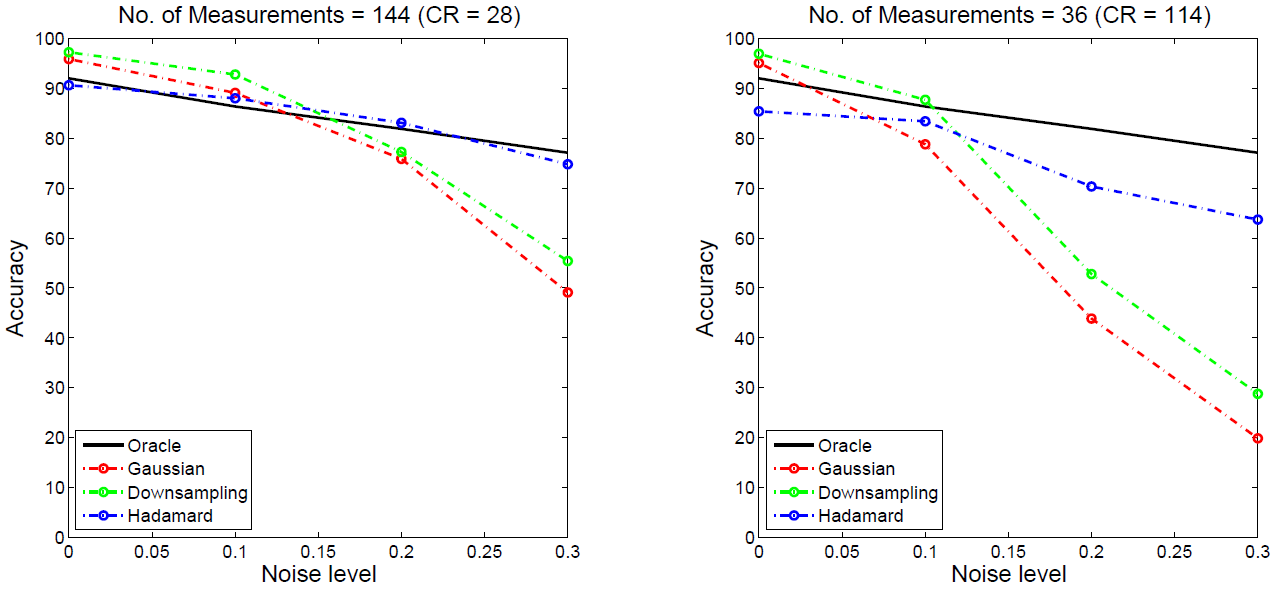 No. of Measurements = 144 (CR = 28)
100
90
80
70
60
50
40
30
20
10
0
Accuracy
Oracle
Gaussian
Downsampling
Hadamard
0 0.05 0.1 0.15 0.2 0.25 0.3
Noise level
No. of Measurements = 36 (CR = 114)
100
90
80
70
60
50
40
30
20
10
0
Accuracy
Oracle
Gaussian
Downsampling
Hadamard
0 0.05 0.1 0.15 0.2 0.25 0.3
Noise level